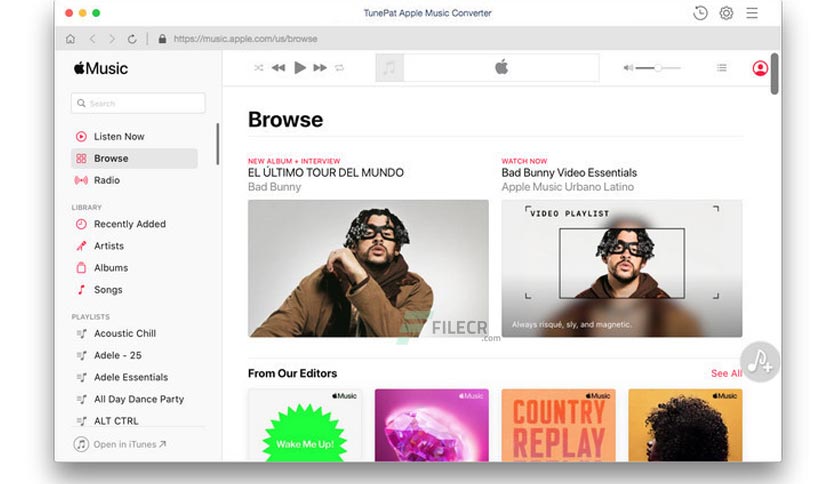 TunePat Apple Music Converter
https://music.apple.com/us/browse
Music
Search
Listen Now
Browse
Radio
LIBRARY
Recently Added
Artists
Albums
Songs
PLAYLISTS
Acoustic Chill
Adele - 25
Adele Essentials
All Day Dance Party
ALT CTRL
Open in iTunes
Browse
NEW ALBUM + INTERVIEW
EL ÚLTIMO TOUR DEL MUNDO
Bad Bunny
WATCH NOW
Bad Bunny Video Essentials
Apple Music Urbano Latino
VIDEO PLAYLIST
Always risqué, sly, and magnetic.
FILECR
.com
From Our Editors
See All
Music
Wake Me Up!
Music
Music
COUNTRY
REPLAY
REPLAY
Music